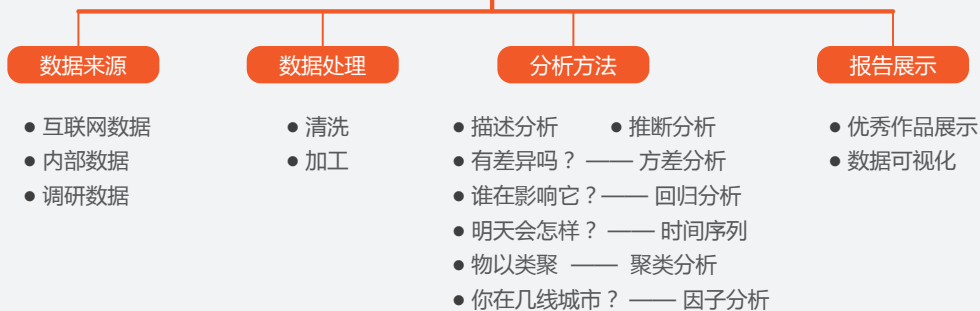 数据来源
● 互联网数据
● 内部数据
● 调研数据
数据处理
● 清洗
● 加工
分析方法
● 描述分析 ● 推断分析
● 有差异吗？ —— 方差分析
● 谁在影响它？—— 回归分析
● 明天会怎样？ —— 时间序列
● 物以类聚 —— 聚类分析
● 你在几线城市？ —— 因子分析
报告展示
● 优秀作品展示
● 数据可视化